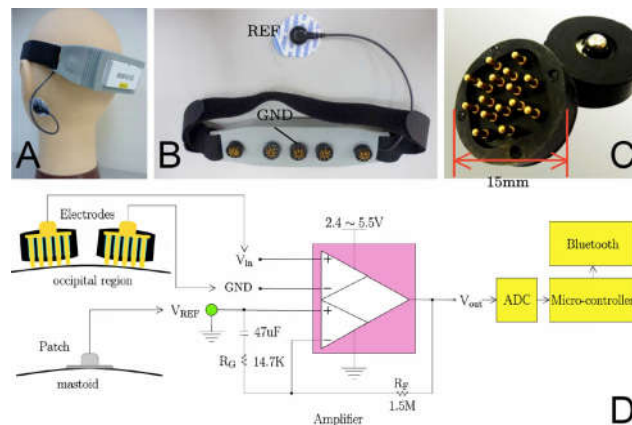 A
REF
GND
B
C
15mm
Electrodes
occipital region
Patch
mastoid
V_in
GND
V_REF
47uF
R_G 14.7K
2.4 ~ 5.5V
+
−
+
−
R_F
1.5M
Amplifier
V_out
ADC
Bluetooth
Micro-controller
D